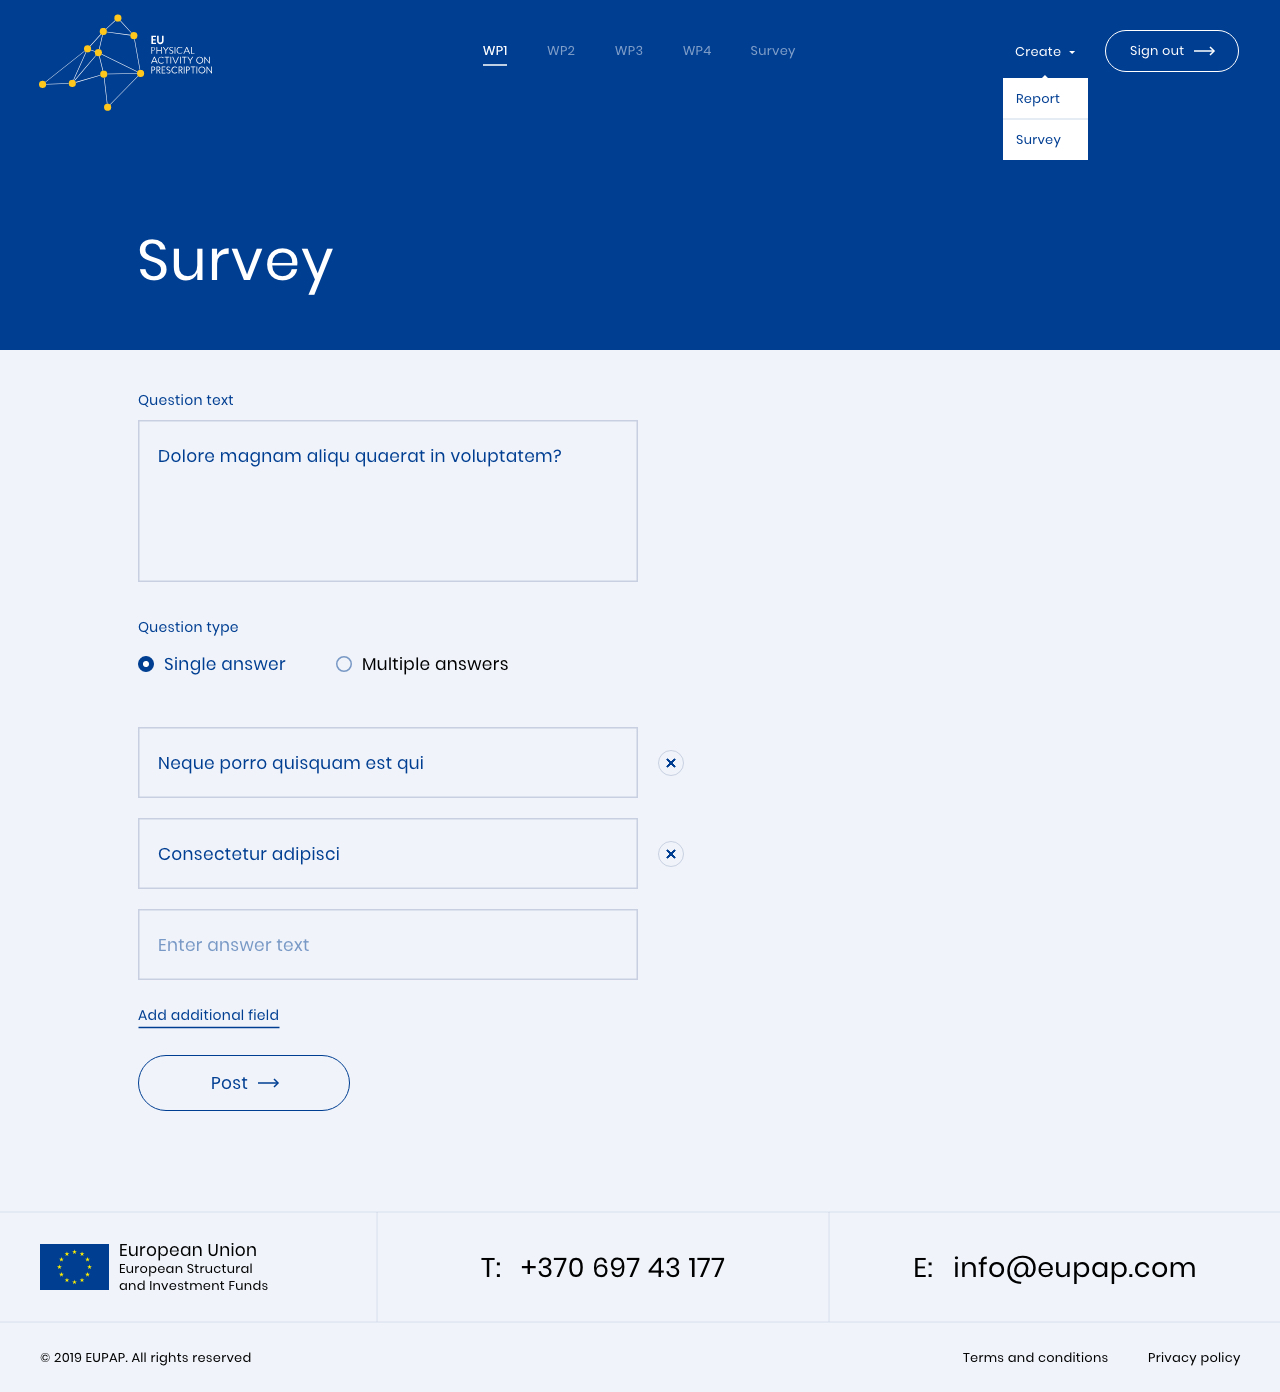 EU
PHYSICAL
ACTIVITY ON
PRESCRIPTION
WP1
WP2
WP3
WP4
Survey
Create
Sign out
Report
Survey
Survey
Question text
Dolore magnam aliqu quaerat in voluptatem?
Question type
Single answer
Multiple answers
Neque porro quisquam est qui
Consectetur adipisci
Enter answer text
Add additional field
Post
European Union
European Structural
and Investment Funds
T: +370 697 43 177
E: info@eupap.com
© 2019 EUPAP. All rights reserved
Terms and conditions
Privacy policy